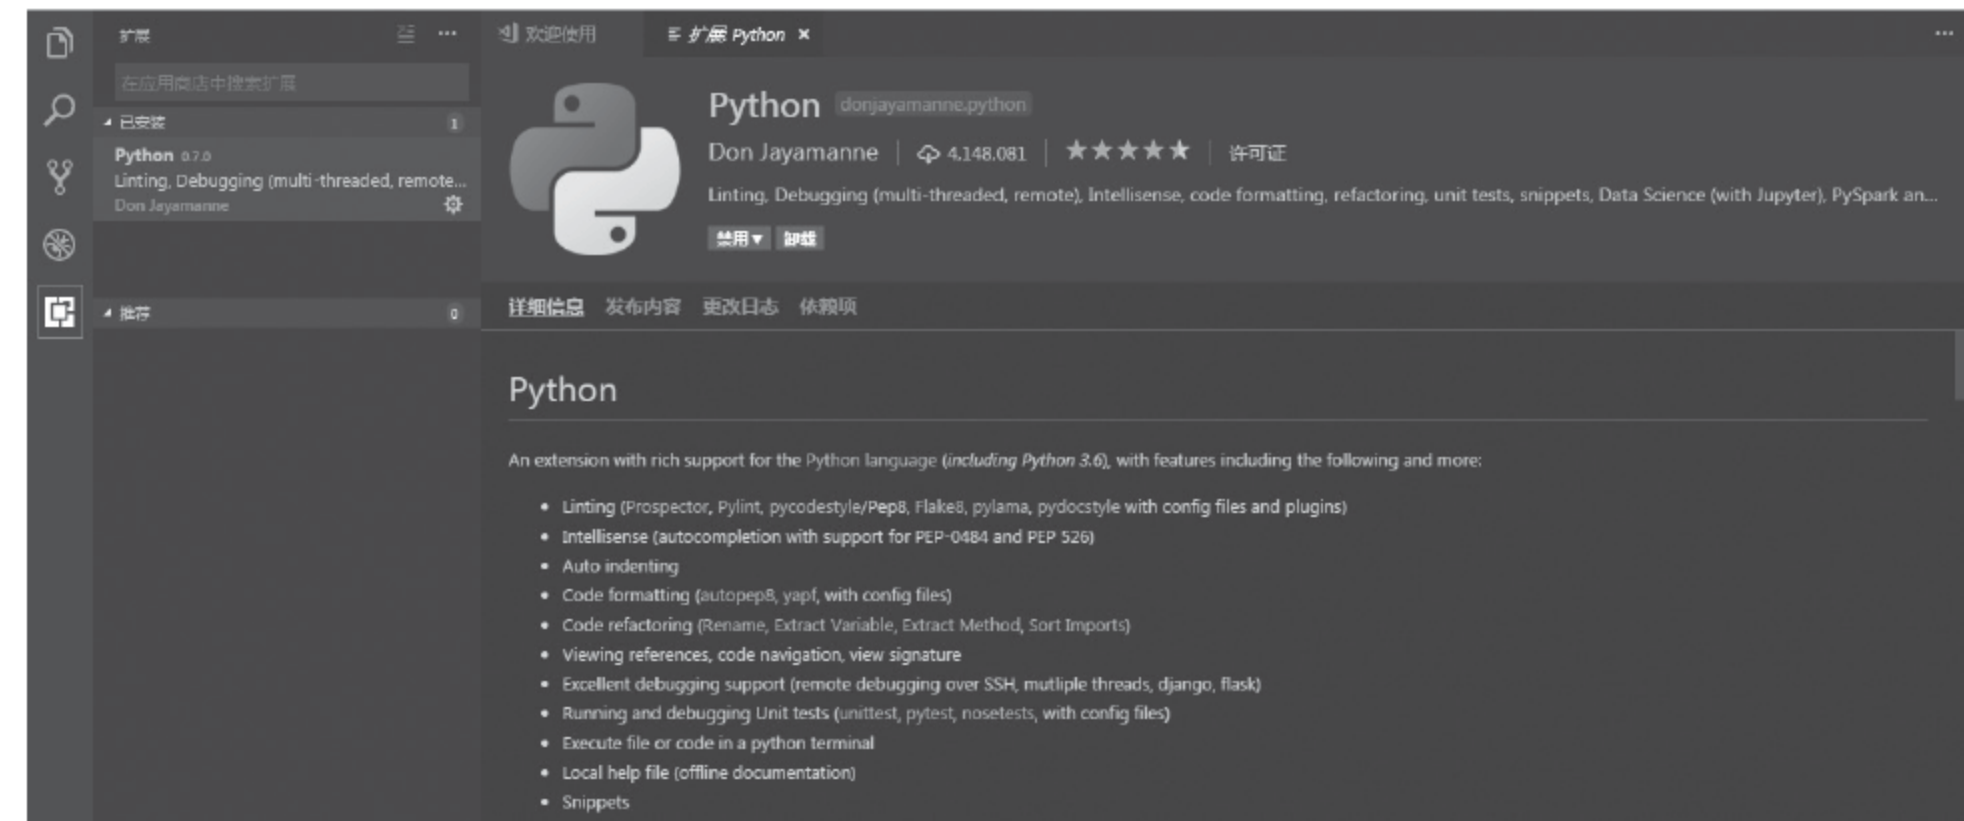 扩展
在应用商店中搜索扩展
已安装 1
Python 0.7.0
Linting, Debugging (multi-threaded, remote...
Don Jayamanne
推荐 0
欢迎使用
扩展 Python ×
Python donjayamanne.python
Don Jayamanne 4,148,081 许可证
Linting, Debugging (multi-threaded, remote), Intellisense, code formatting, refactoring, unit tests, snippets, Data Science (with Jupyter), PySpark an...
禁用 卸载
详细信息 发布内容 更改日志 依赖项
Python
An extension with rich support for the Python language (including Python 3.6), with features including the following and more:
• Linting (Prospector, Pylint, pycodestyle/Pep8, Flake8, pylama, pydocstyle with config files and plugins)
• Intellisense (autocompletion with support for PEP-0484 and PEP 526)
• Auto indenting
• Code formatting (autopep8, yapf, with config files)
• Code refactoring (Rename, Extract Variable, Extract Method, Sort Imports)
• Viewing references, code navigation, view signature
• Excellent debugging support (remote debugging over SSH, mutliple threads, django, flask)
• Running and debugging Unit tests (unittest, pytest, nosetests, with config files)
• Execute file or code in a python terminal
• Local help file (offline documentation)
• Snippets